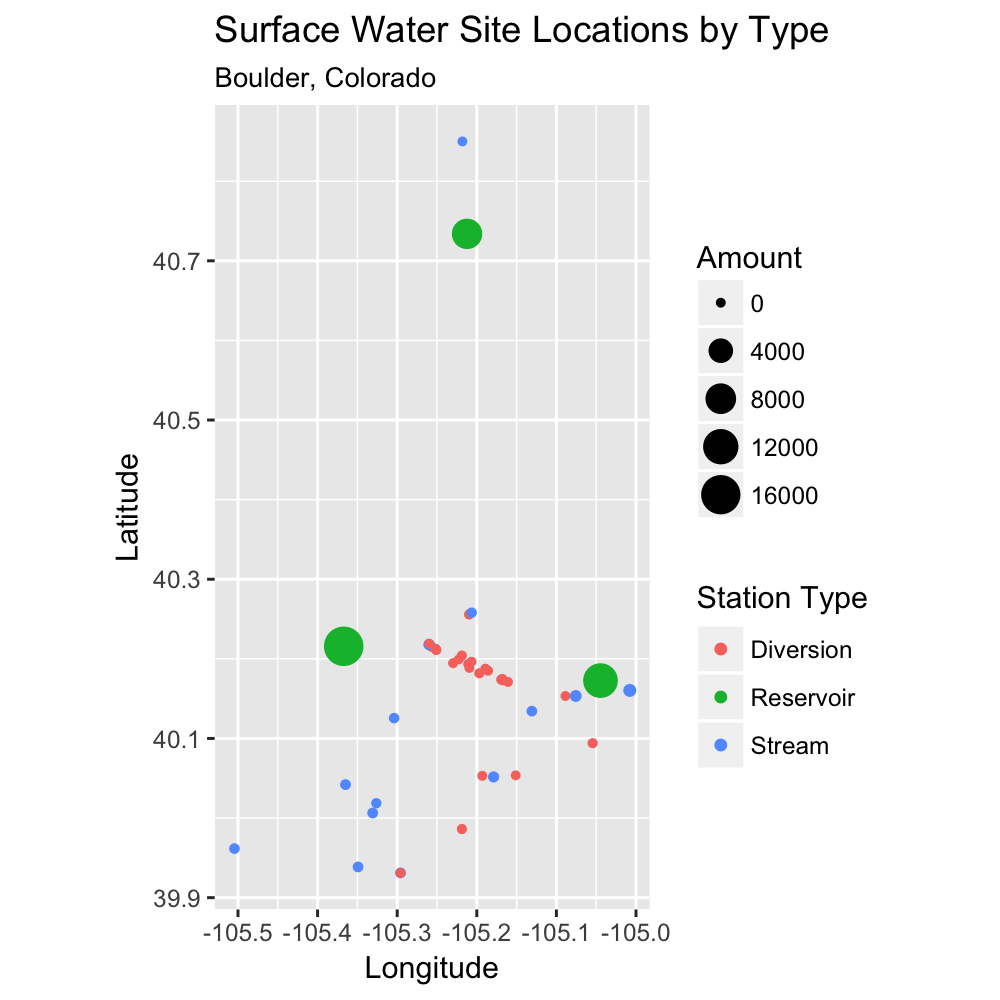 Surface Water Site Locations by Type
Boulder, Colorado
Latitude
40.7
40.5
40.3
40.1
39.9
-105.5 -105.4 -105.3 -105.2 -105.1 -105.0
Longitude
Amount
0
4000
8000
12000
16000
Station Type
Diversion
Reservoir
Stream